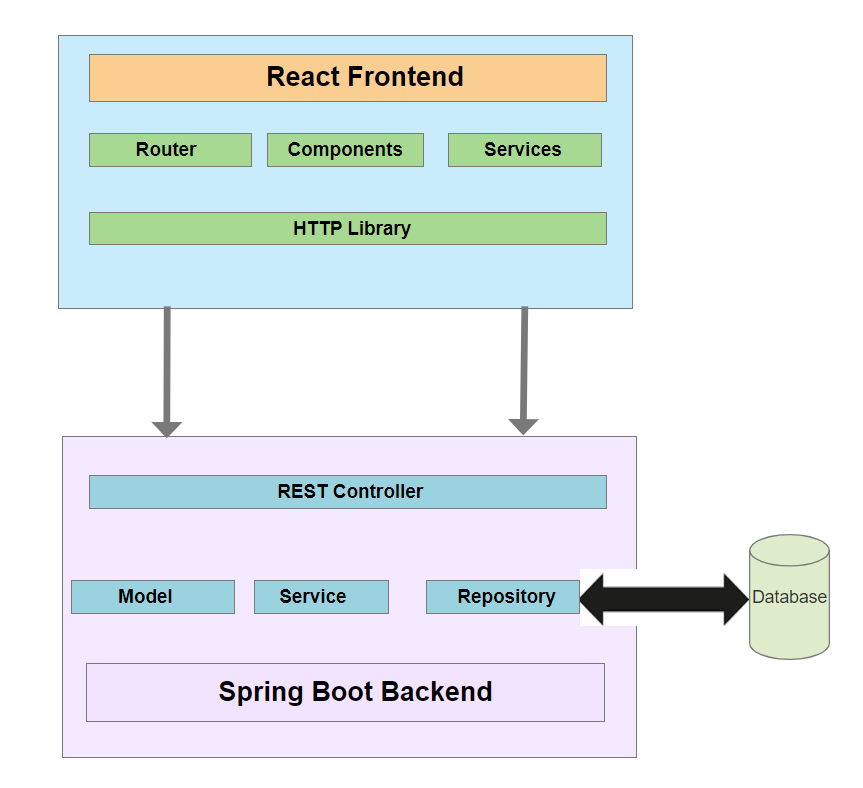 React Frontend
Router
Components
Services
HTTP Library
REST Controller
Model
Service
Repository
Database
Spring Boot Backend